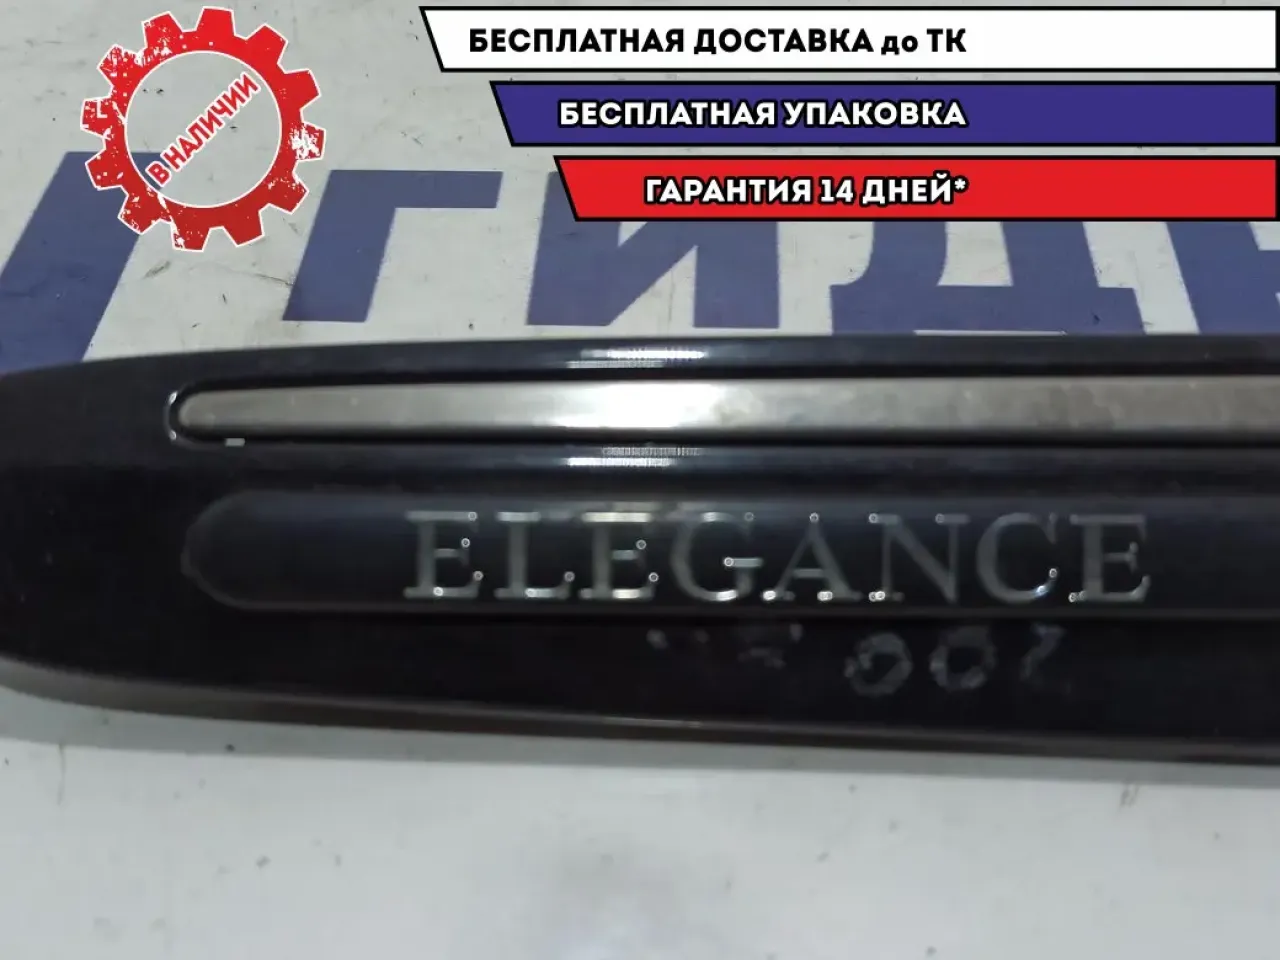 БЕСПЛАТНАЯ ДОСТАВКА до ТК
БЕСПЛАТНАЯ УПАКОВКА
ГАРАНТИЯ 14 ДНЕЙ*
В НАЛИЧИИ
ГИД
ELEGANCE